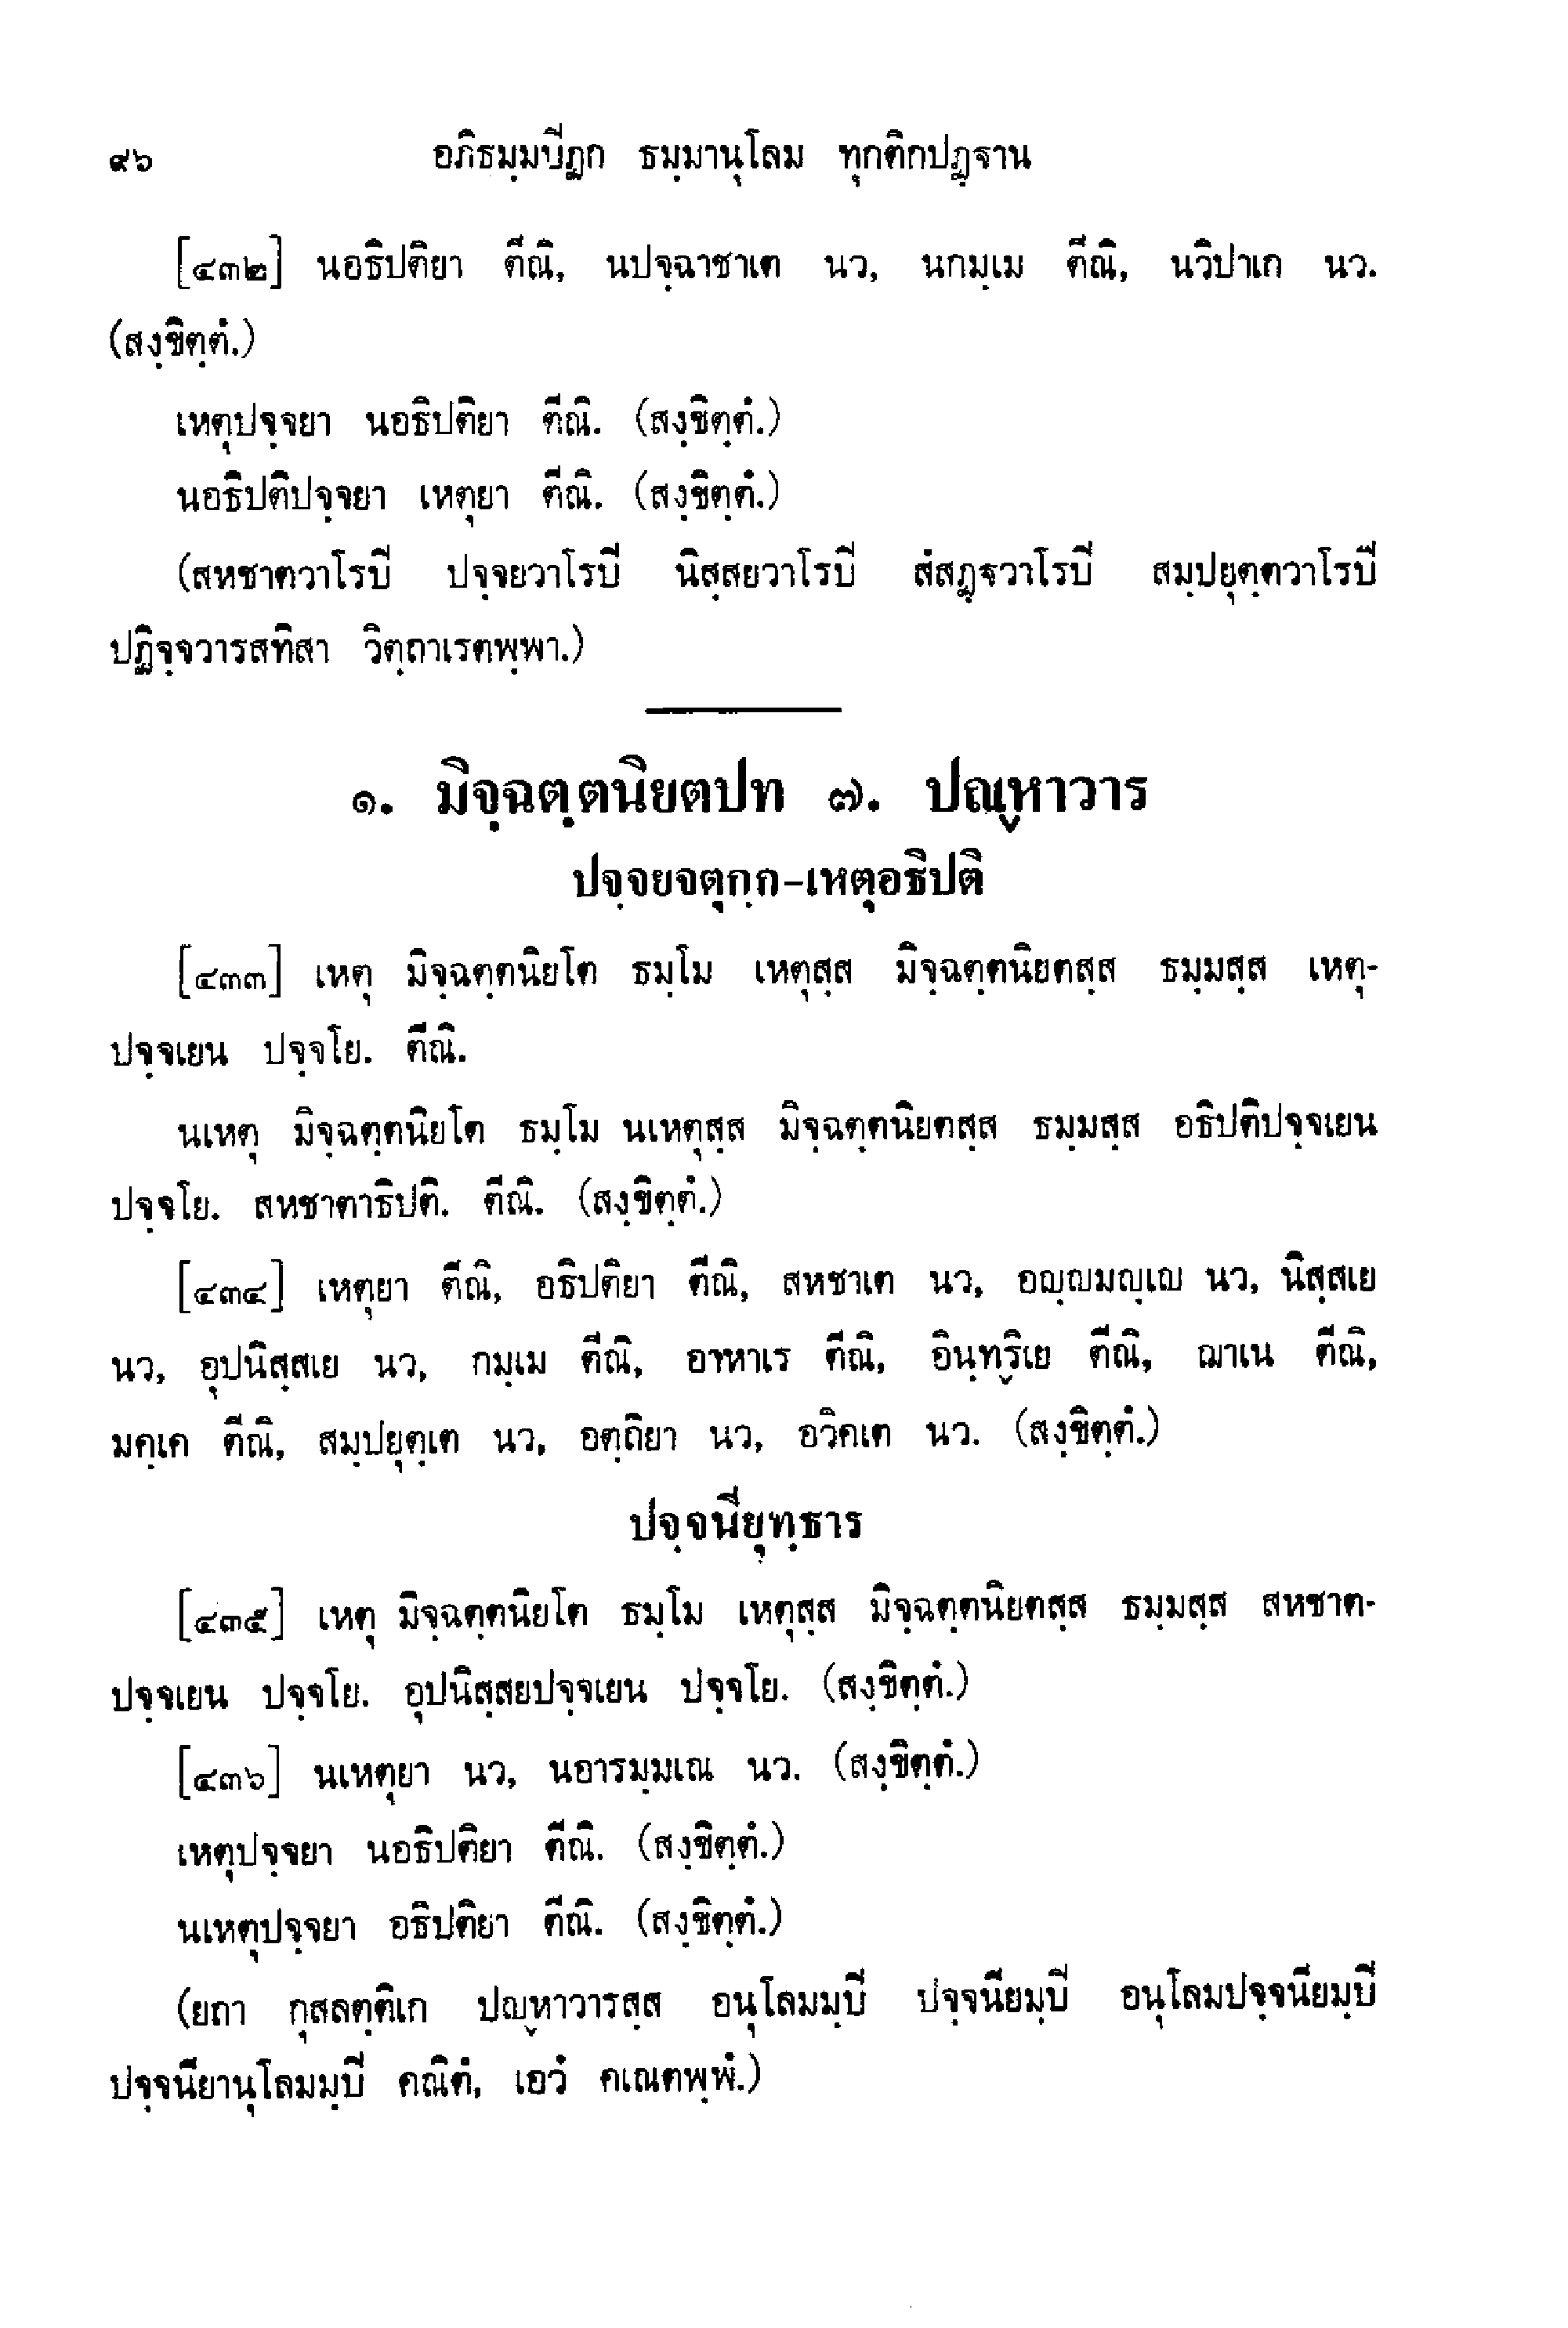 ๙๖ อภิธมฺมปิฏก ธมฺมานุโลม ทุกติกปฏฺฐาน
[๔๓๒] นอธิปติยา ตีณิ, นปจฺฉาชาเต นว, นกมฺเม ตีณิ, นวิปาเก นว.
(สงฺขิตฺตํ.)
เหตุปจฺจยา นอธิปติยา ตีณิ. (สงฺขิตฺตํ.)
นอธิปติปจฺจยา เหตุยา ตีณิ. (สงฺขิตฺตํ.)
(สหชาตวาโรปิ ปจฺจยวาโรปิ นิสฺสยวาโรปิ สํสฏฺฐวาโรปิ สมฺปยุตฺตวาโรปิ
ปฏิจฺจวารสทิสา วิตฺถาเรตพฺพา.)
๑. มิจฺฉตฺตนิยตปท ๗. ปณฺหาวาร
ปจฺจยจตุกฺก-เหตุอธิปติ
[๔๓๓] เหตุ มิจฺฉตฺตนิยโต ธมฺโม เหตุสฺส มิจฺฉตฺตนิยตสฺส ธมฺมสฺส เหตุ-
ปจฺจเยน ปจฺจโย. ตีณิ.
นเหตุ มิจฺฉตฺตนิยโต ธมฺโม นเหตุสฺส มิจฺฉตฺตนิยตสฺส ธมฺมสฺส อธิปติปจฺจเยน
ปจฺจโย. สหชาตาธิปติ. ตีณิ. (สงฺขิตฺตํ.)
[๔๓๔] เหตุยา ตีณิ, อธิปติยา ตีณิ, สหชาเต นว, อญฺญมญฺเญ นว, นิสฺสเย
นว, อุปนิสฺสเย นว, กมฺเม ตีณิ, อาหาเร ตีณิ, อินฺทฺริเย ตีณิ, ฌาเน ตีณิ,
มคฺเค ตีณิ, สมฺปยุตฺเต นว, อตฺถิยา นว, อวิคเต นว. (สงฺขิตฺตํ.)
ปจฺจนียุทฺธาร
[๔๓๕] เหตุ มิจฺฉตฺตนิยโต ธมฺโม เหตุสฺส มิจฺฉตฺตนิยตสฺส ธมฺมสฺส สหชาต-
ปจฺจเยน ปจฺจโย. อุปนิสฺสยปจฺจเยน ปจฺจโย. (สงฺขิตฺตํ.)
[๔๓๖] นเหตุยา นว, นอารมฺมเณ นว. (สงฺขิตฺตํ.)
เหตุปจฺจยา นอธิปติยา ตีณิ. (สงฺขิตฺตํ.)
นเหตุปจฺจยา อธิปติยา ตีณิ. (สงฺขิตฺตํ.)
(ยถา กุสลตฺติเก ปญฺหาวารสฺส อนุโลมมฺปิ ปจฺจนียมฺปิ อนุโลมปจฺจนียมฺปิ
ปจฺจนียานุโลมมฺปิ คณิตํ, เอวํ คเณตพฺพํ.)